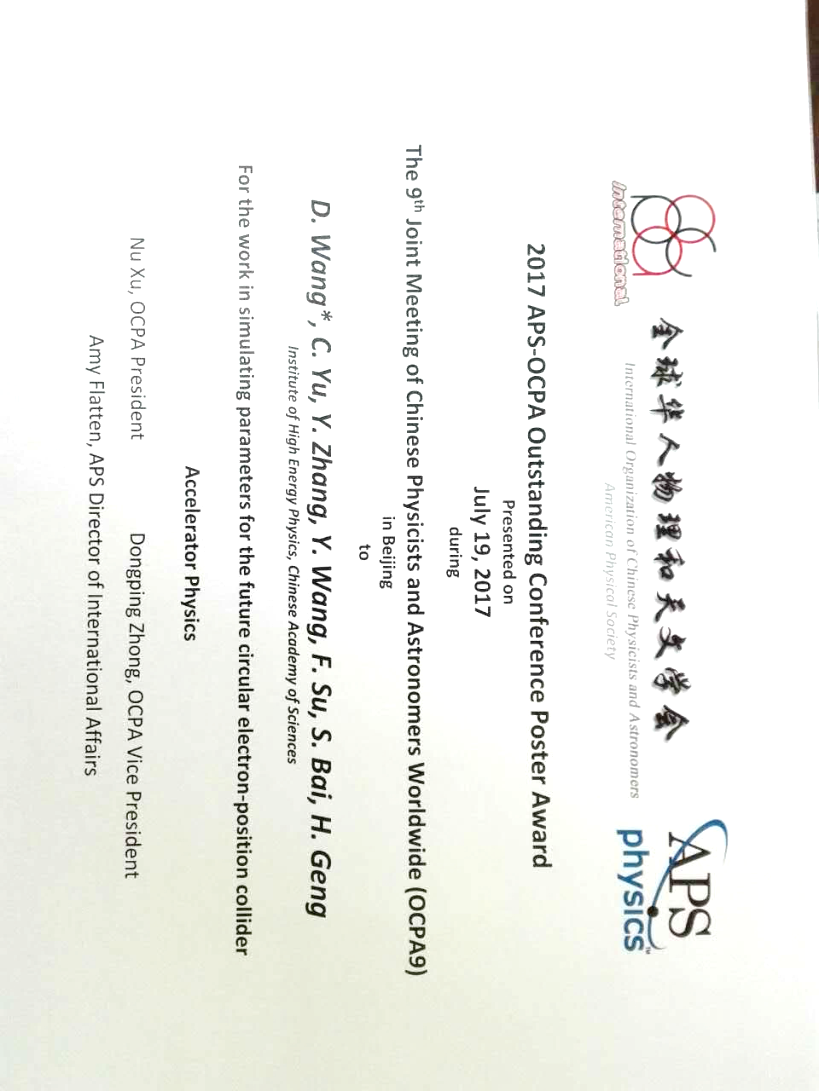 International
全球华人物理和天文学会
International Organization of Chinese Physicists and Astronomers
American Physical Society
APS
physics™
2017 APS-OCPA Outstanding Conference Poster Award
Presented on
July 19, 2017
during
The 9th Joint Meeting of Chinese Physicists and Astronomers Worldwide (OCPA9)
in Beijing
to
D. Wang*, C. Yu, Y. Zhang, Y. Wang, F. Su, S. Bai, H. Geng
Institute of High Energy Physics, Chinese Academy of Sciences
For the work in simulating parameters for the future circular electron-position collider
Accelerator Physics
Nu Xu, OCPA President Dongping Zhong, OCPA Vice President
Amy Flatten, APS Director of International Affairs